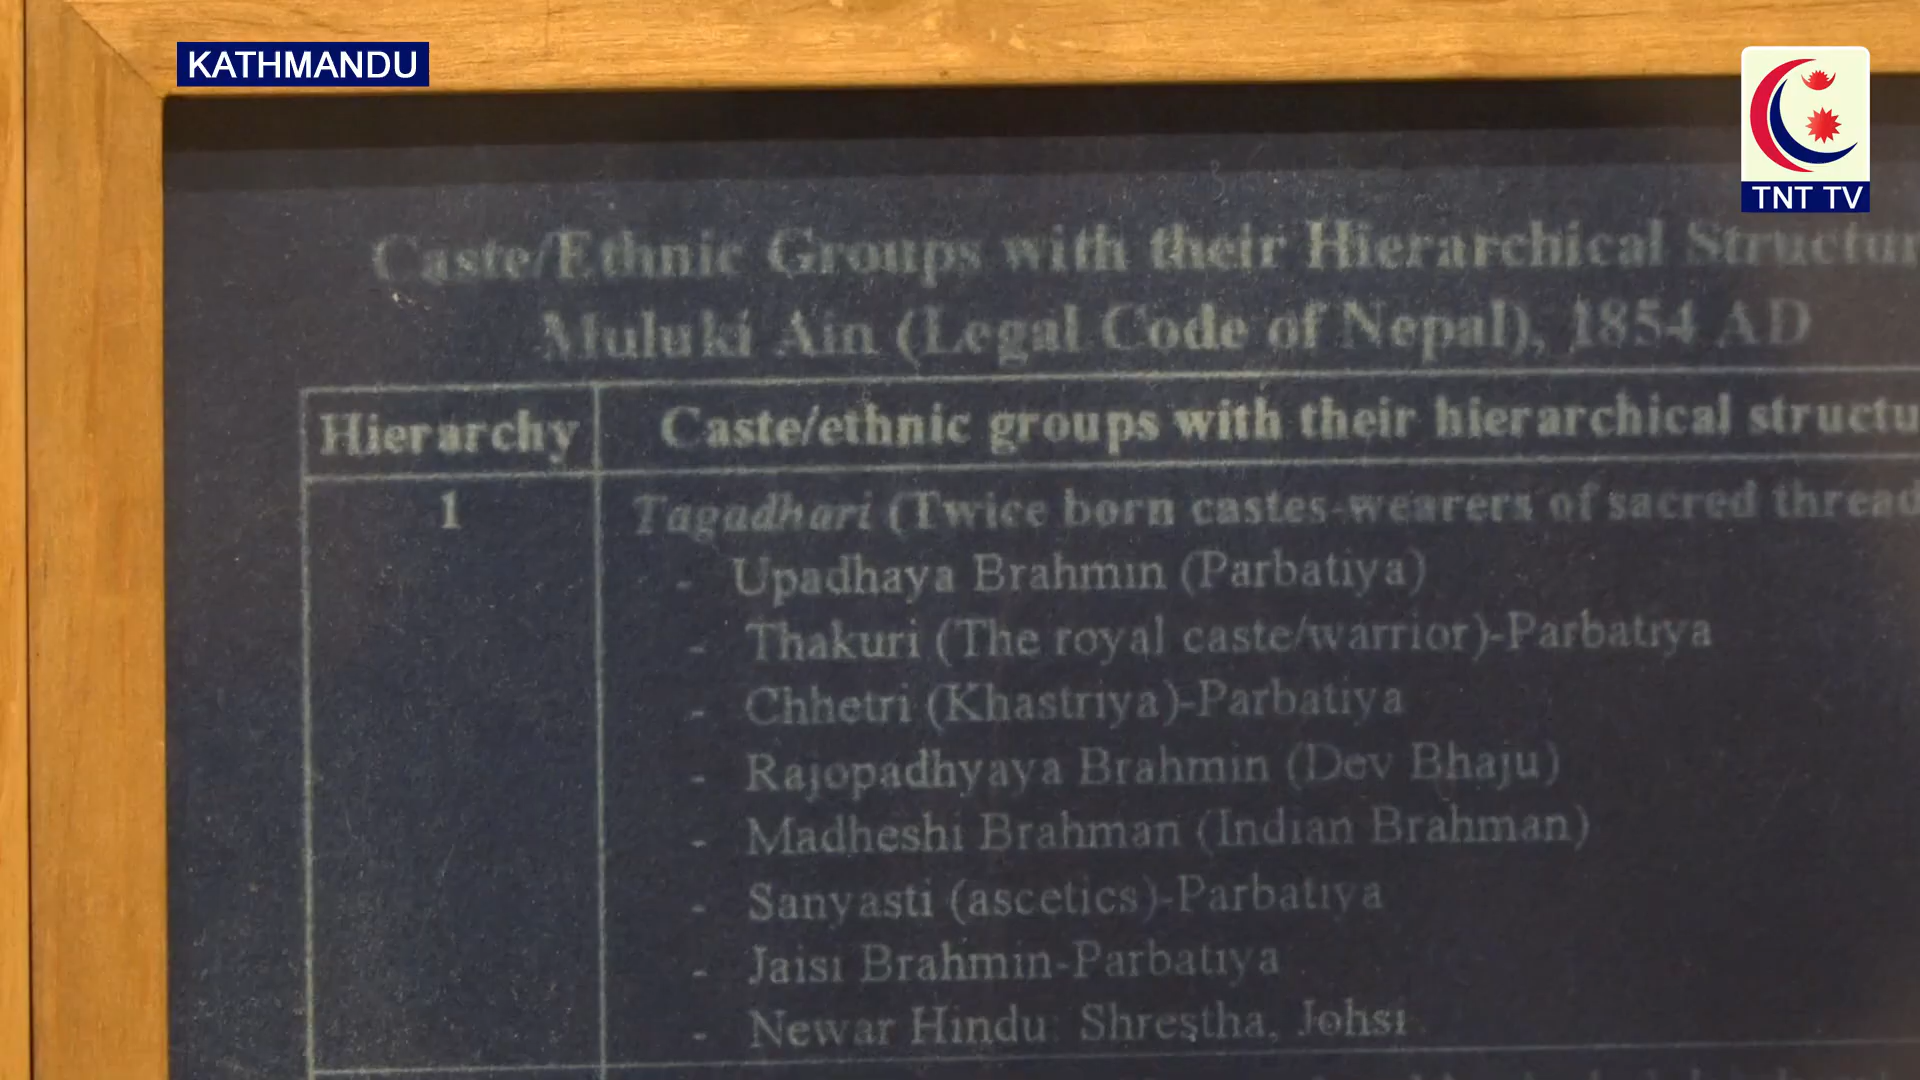 KATHMANDU
TNT TV
Caste/Ethnic Groups with their Hierarchical Structur
Muluki Ain (Legal Code of Nepal), 1854 AD
Hierarchy
Caste/ethnic groups with their hierarchical structu
1
Tagadhari (Twice born castes-wearers of sacred thread
- Upadhaya Brahmin (Parbatiya)
- Thakuri (The royal caste/warrior)-Parbatiya
- Chhetri (Khastriya)-Parbatiya
- Rajopadhyaya Brahmin (Dev Bhaju)
- Madheshi Brahman (Indian Brahman)
- Sanyasti (ascetics)-Parbatiya
- Jaisi Brahmin-Parbatiya
- Newar Hindu: Shrestha, Johsi